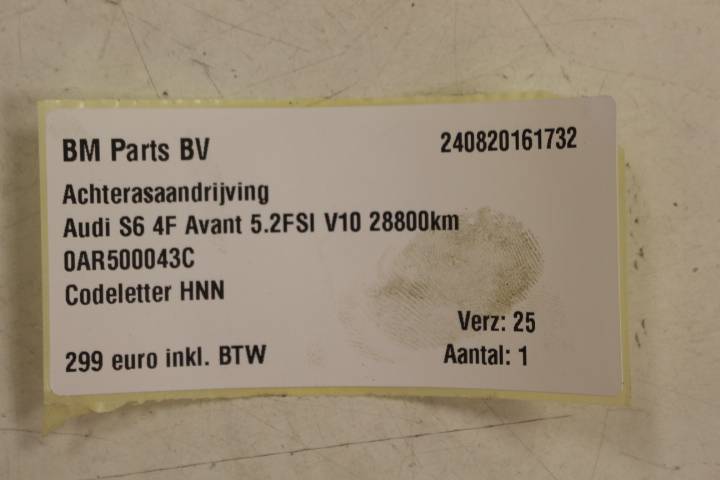 BM Parts BV 240820161732
Achterasaandrijving
Audi S6 4F Avant 5.2FSI V10 28800km
0AR500043C
Codeletter HNN
Verz: 25
299 euro inkl. BTW Aantal: 1